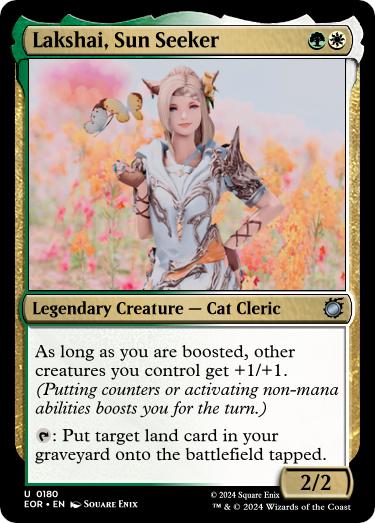 Lakshai, Sun Seeker
Legendary Creature — Cat Cleric
As long as you are boosted, other
creatures you control get +1/+1.
(Putting counters or activating non-mana
abilities boosts you for the turn.)
: Put target land card in your
graveyard onto the battlefield tapped.
2/2
U 0180
EOR • EN SQUARE ENIX
© 2024 Square Enix
™ & © 2024 Wizards of the Coast